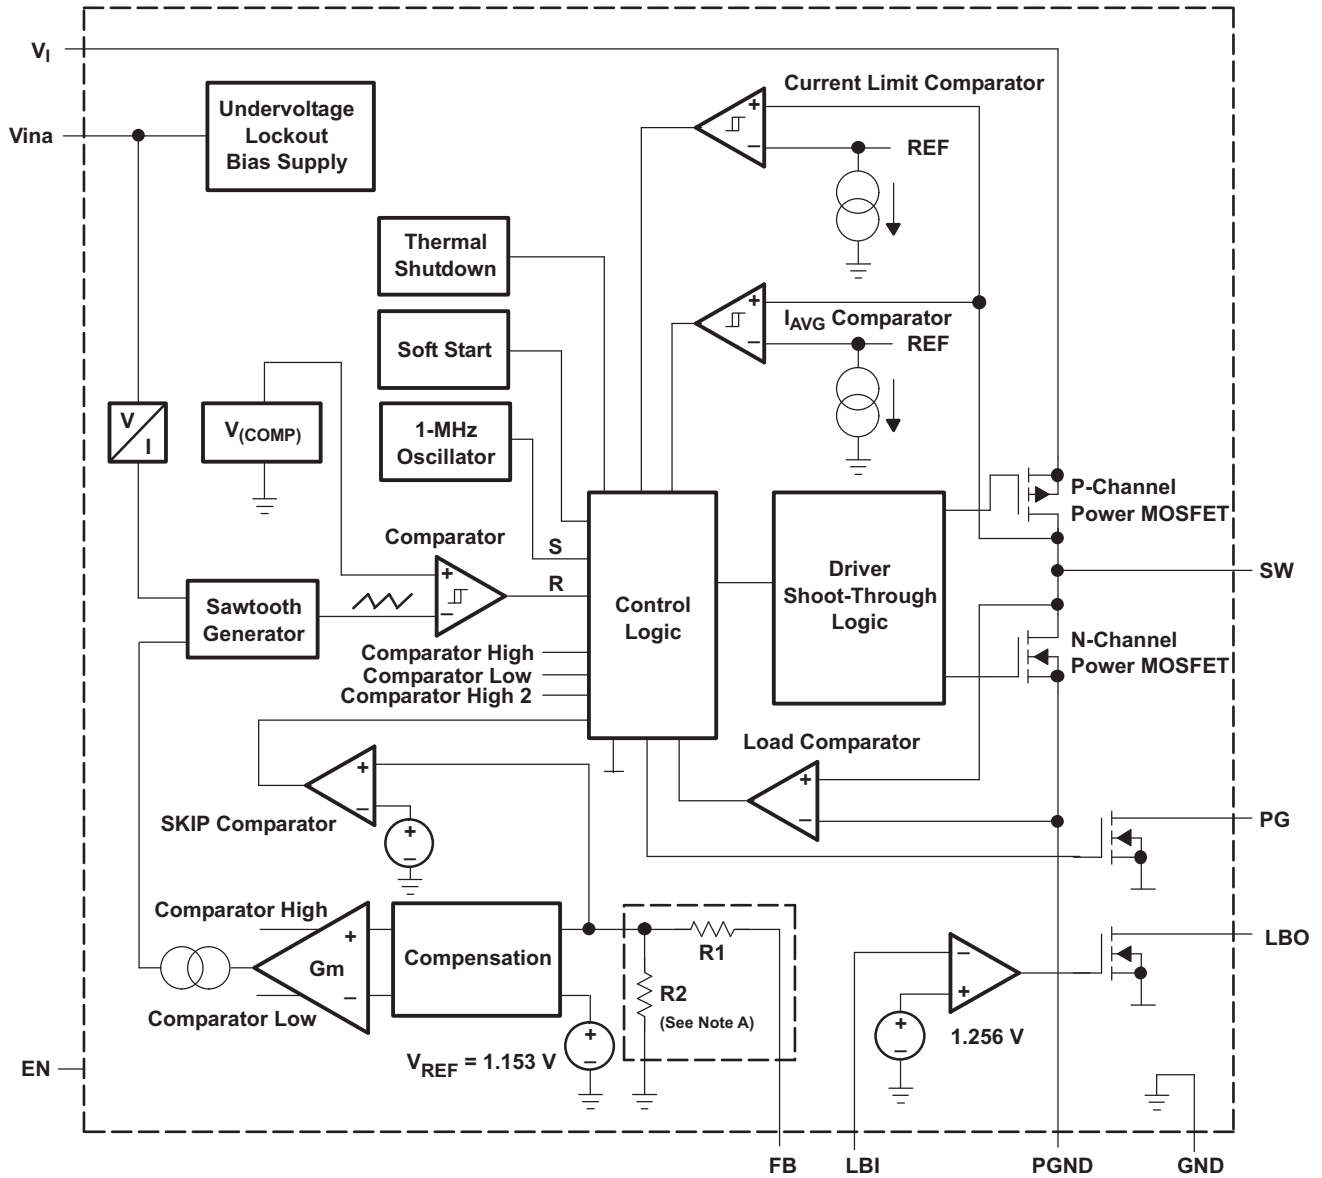 V_I
Undervoltage
Lockout
Bias Supply
Vina
Current Limit Comparator
+
−
REF
Thermal
Shutdown
+
I_AVG Comparator
−
REF
Soft Start
V
I
V(COMP)
1-MHz
Oscillator
P-Channel
Power MOSFET
Comparator
S
+
−
R
SW
Sawtooth
Generator
Control
Logic
Driver
Shoot-Through
Logic
N-Channel
Power MOSFET
Comparator High
Comparator Low
Comparator High 2
Load Comparator
+
−
+
−
SKIP Comparator
+
−
PG
Comparator High
+
Gm
−
Comparator Low
Compensation
R1
R2
(See Note A)
V_REF = 1.153 V
+
−
−
+
LBO
+
−
1.256 V
EN
FB
LBI
PGND
GND